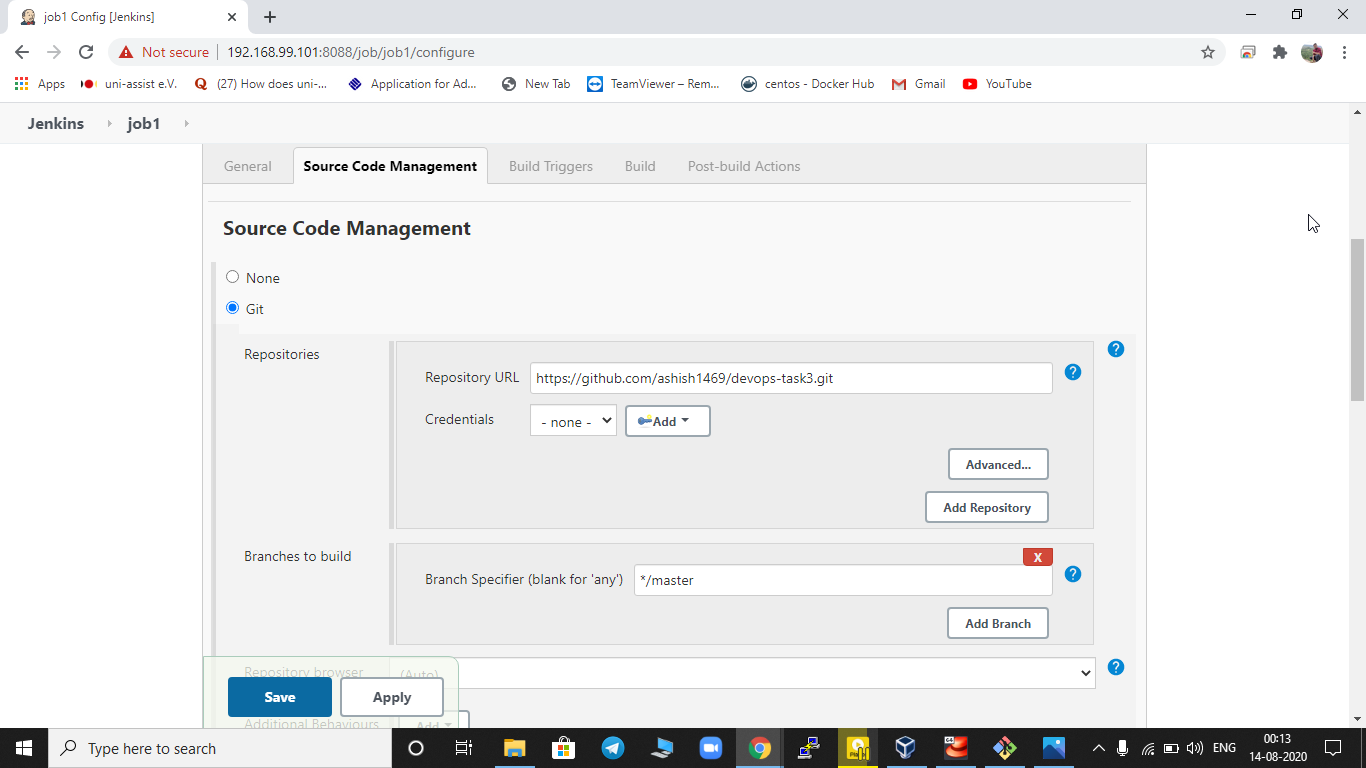 job1 Config [Jenkins]
Not secure 192.168.99.101:8088/job/job1/configure
Apps uni-assist e.V. (27) How does uni-... Application for Ad... New Tab TeamViewer – Rem... centos - Docker Hub Gmail YouTube
Jenkins job1
General Source Code Management Build Triggers Build Post-build Actions
Source Code Management
None
Git
Repositories
Repository URL https://github.com/ashish1469/devops-task3.git
Credentials - none - Add
Advanced...
Add Repository
Branches to build
X
Branch Specifier (blank for 'any') */master
Add Branch
Repository browser (Auto)
Save Apply
Additional Behaviours Add
Type here to search
ENG
00:13
14-08-2020